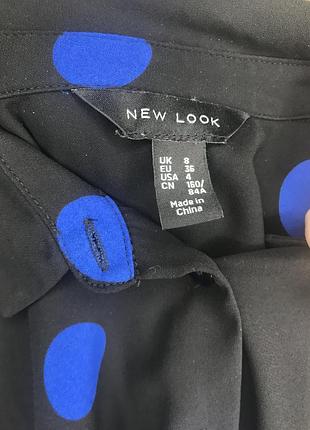 NEW LOOK
UK 8
EU 36
USA 4
CN 160/
84A
Made in
China